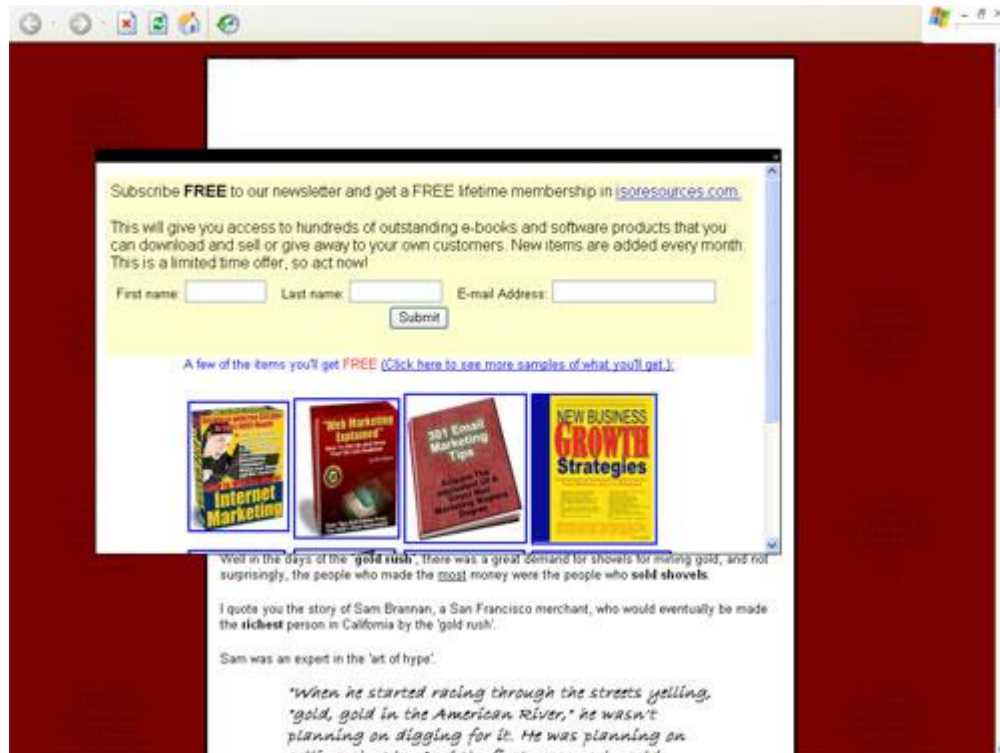 Subscribe FREE to our newsletter and get a FREE lifetime membership in isoresources.com.
This will give you access to hundreds of outstanding e-books and software products that you
can download and sell or give away to your own customers. New items are added every month.
This is a limited time offer, so act now!
First name: Last name: E-mail Address:
Submit
A few of the items you'll get FREE (Click here to see more samples of what you'll get.):
Internet
Marketing
"Web Marketing
Explained"
301 Email
Marketing
Tips
Acquire The
Equivalent Of A
Marketing Masters
Degree
NEW BUSINESS
GROWTH
Strategies
Well in the days of the "gold rush", there was a great demand for shovels for mining gold, and not
surprisingly, the people who made the most money were the people who sold shovels.
I quote you the story of Sam Brannan, a San Francisco merchant, who would eventually be made
the richest person in California by the 'gold rush'.
Sam was an expert in the 'art of hype'.
"When he started racing through the streets yelling,
"gold, gold in the American River," he wasn't
planning on digging for it. He was planning on